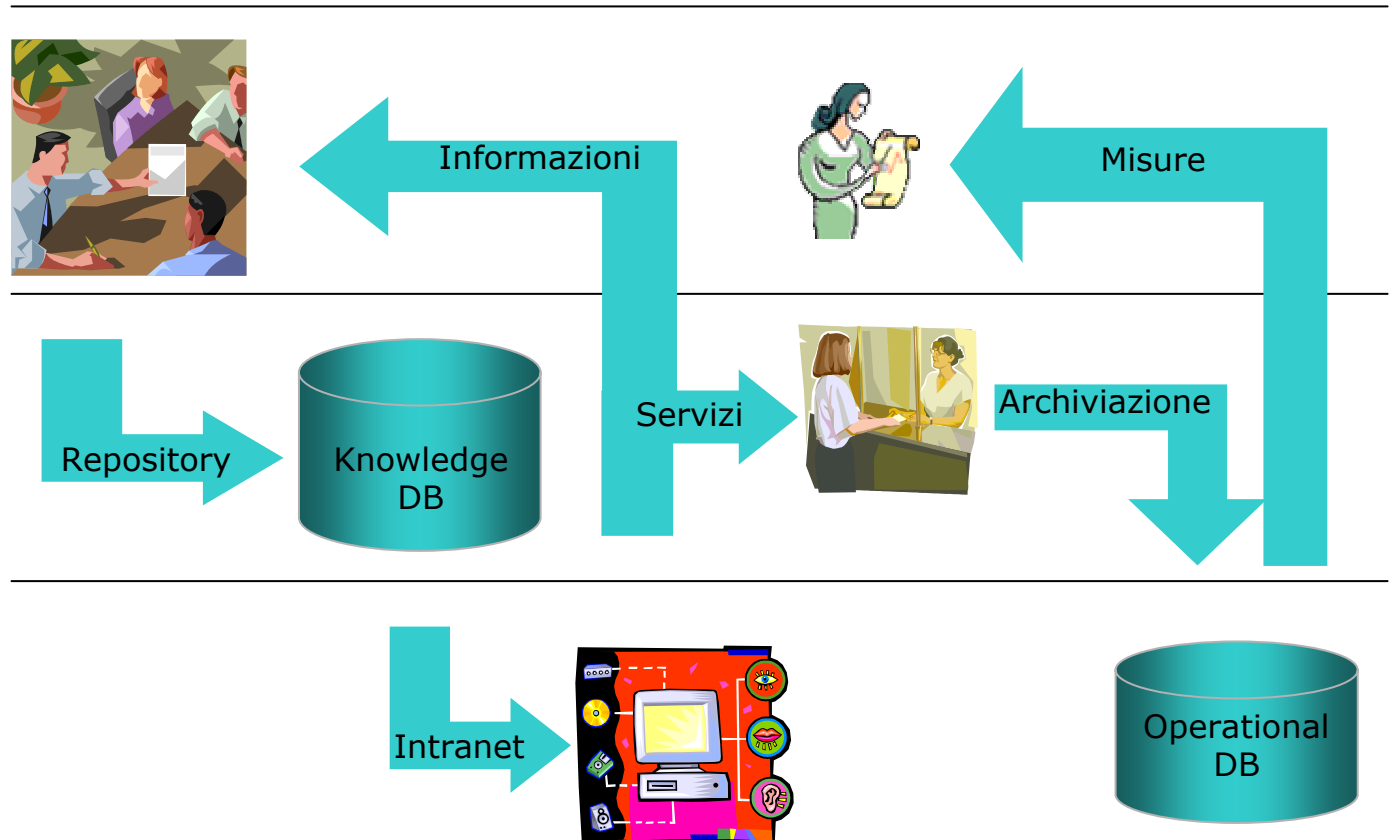 Informazioni
Misure
Repository
Knowledge
DB
Servizi
Archiviazione
Intranet
Operational
DB